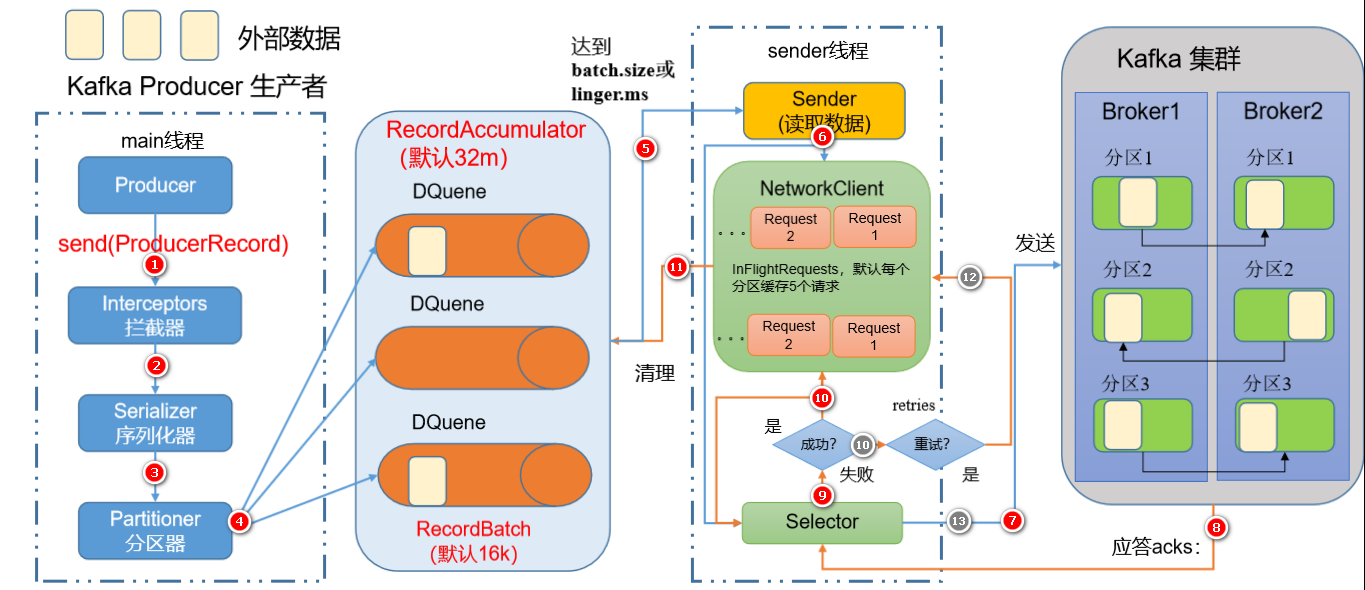 外部数据
Kafka Producer 生产者
main线程
Producer
send(ProducerRecord)
1
Interceptors
拦截器
2
Serializer
序列化器
3
Partitioner
分区器
4
RecordAccumulator
(默认32m)
DQuene
DQuene
DQuene
RecordBatch
(默认16k)
达到
batch.size或
linger.ms
5
11
清理
sender线程
Sender
(读取数据)
6
NetworkClient
...
Request
2
Request
1
InFlightRequests，默认每个
分区缓存5个请求
...
Request
2
Request
1
10
是
成功?
10
失败
retries
重试?
是
9
Selector
12
13
7
发送
Kafka 集群
Broker1
分区1
分区2
分区3
Broker2
分区1
分区2
分区3
8
应答acks：